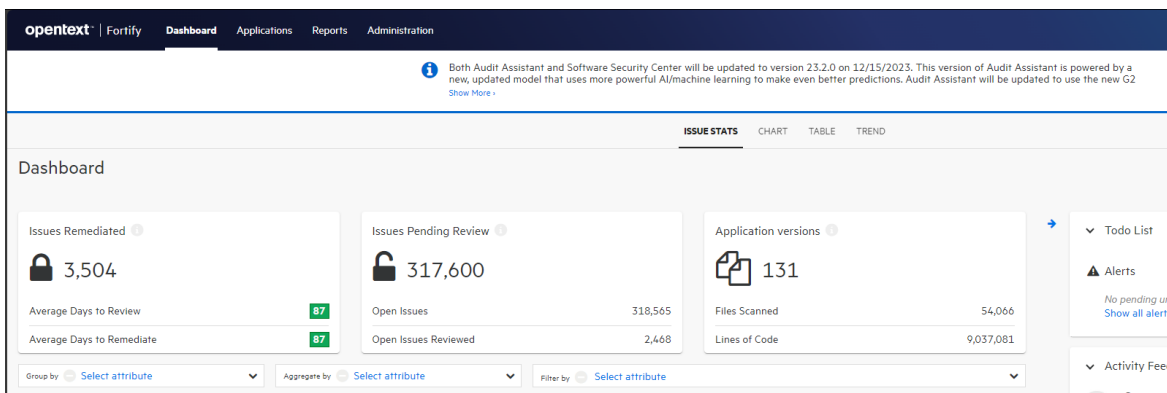 opentext™ | Fortify Dashboard Applications Reports Administration
Both Audit Assistant and Software Security Center will be updated to version 23.2.0 on 12/15/2023. This version of Audit Assistant is powered by a
new, updated model that uses more powerful AI/machine learning to make even better predictions. Audit Assistant will be updated to use the new G2
Show More ›
ISSUE STATS CHART TABLE TREND
Dashboard
Issues Remediated
3,504
Average Days to Review 87
Average Days to Remediate 87
Issues Pending Review
317,600
Open Issues 318,565
Open Issues Reviewed 2,468
Application versions
131
Files Scanned 54,066
Lines of Code 9,037,081
Todo List
Alerts
No pending
Show all alert
Activity
Group by Select attribute
Aggregate by Select attribute
Filter by Select attribute